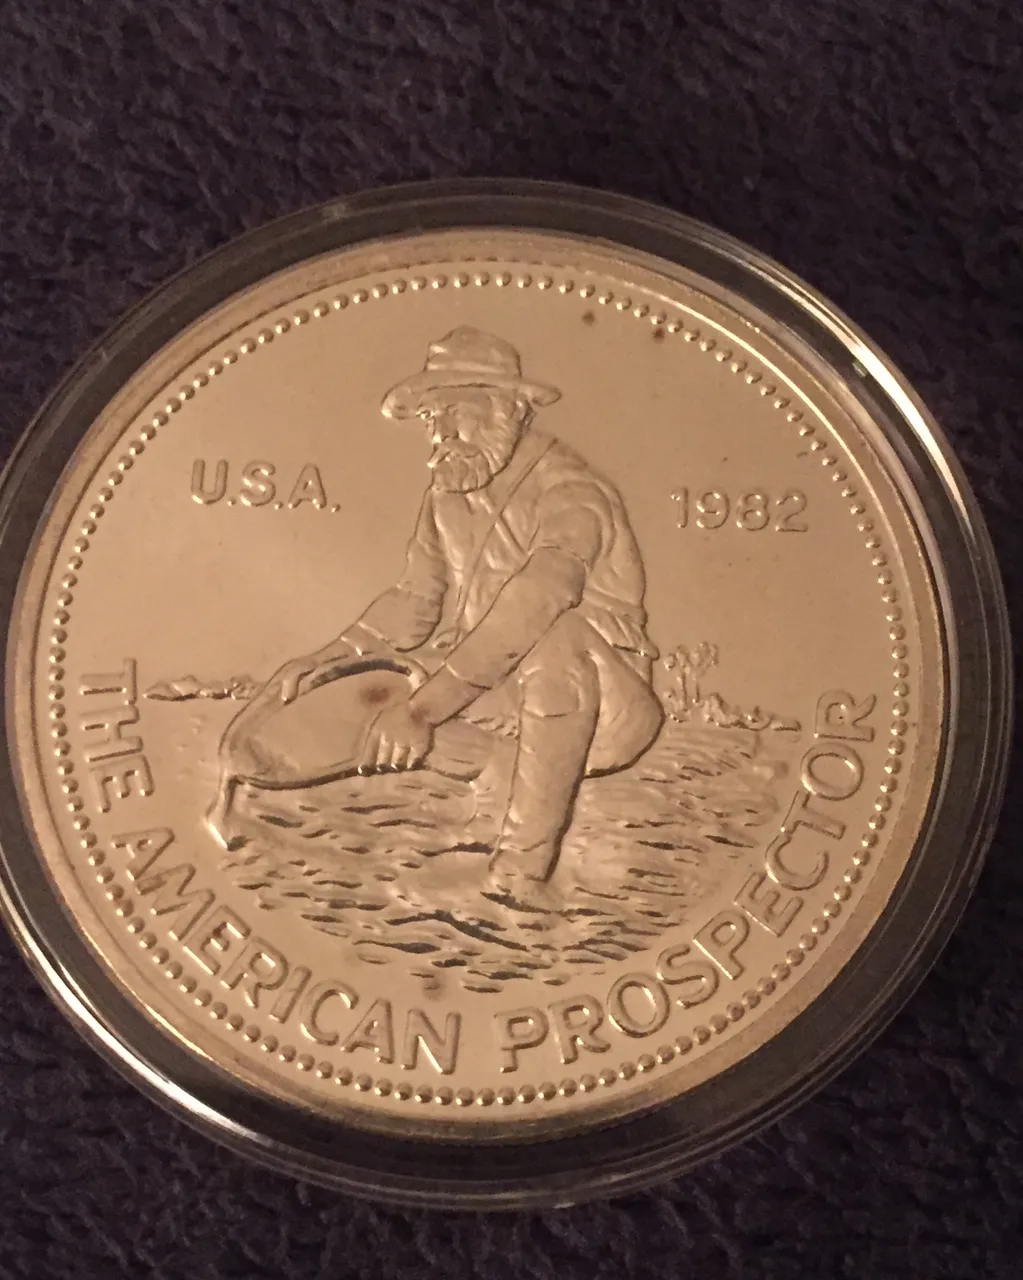 U.S.A.
1982
THE AMERICAN PROSPECTOR